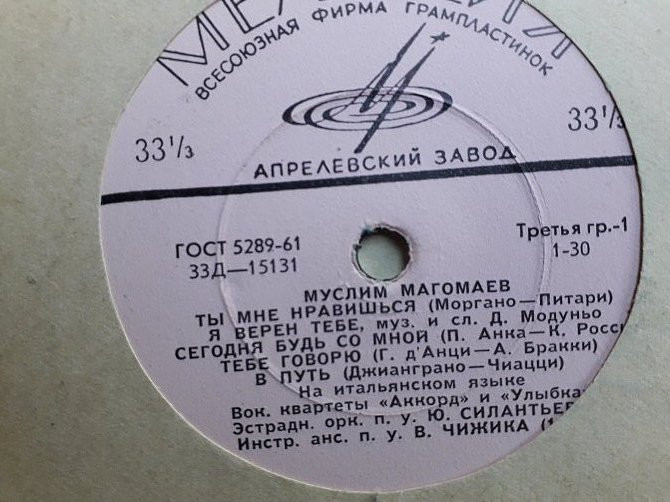 ВСЕСОЮЗНАЯ ФИРМА ГРАМПЛАСТИНОК
33⅓
33⅓
АПРЕЛЕВСКИЙ ЗАВОД
ГОСТ 5289-61
33Д—15131
Третья гр.-1
1-30
МУСЛИМ МАГОМАЕВ
ТЫ МНЕ НРАВИШЬСЯ (Моргано—Питари)
Я ВЕРЕН ТЕБЕ, муз. и сл. Д. Модуньо
СЕГОДНЯ БУДЬ СО МНОЙ (П. Анка—К. Росси
ТЕБЕ ГОВОРЮ (Г. д'Анци—А. Бракки)
В ПУТЬ (Джианграно—Чиацци)
На итальянском языке
Вок. квартеты «Аккорд» и «Улыбка
Эстрадн. орк. п. у. Ю. СИЛАНТЬЕВ
Инстр. анс. п. у. В. ЧИЖИКА